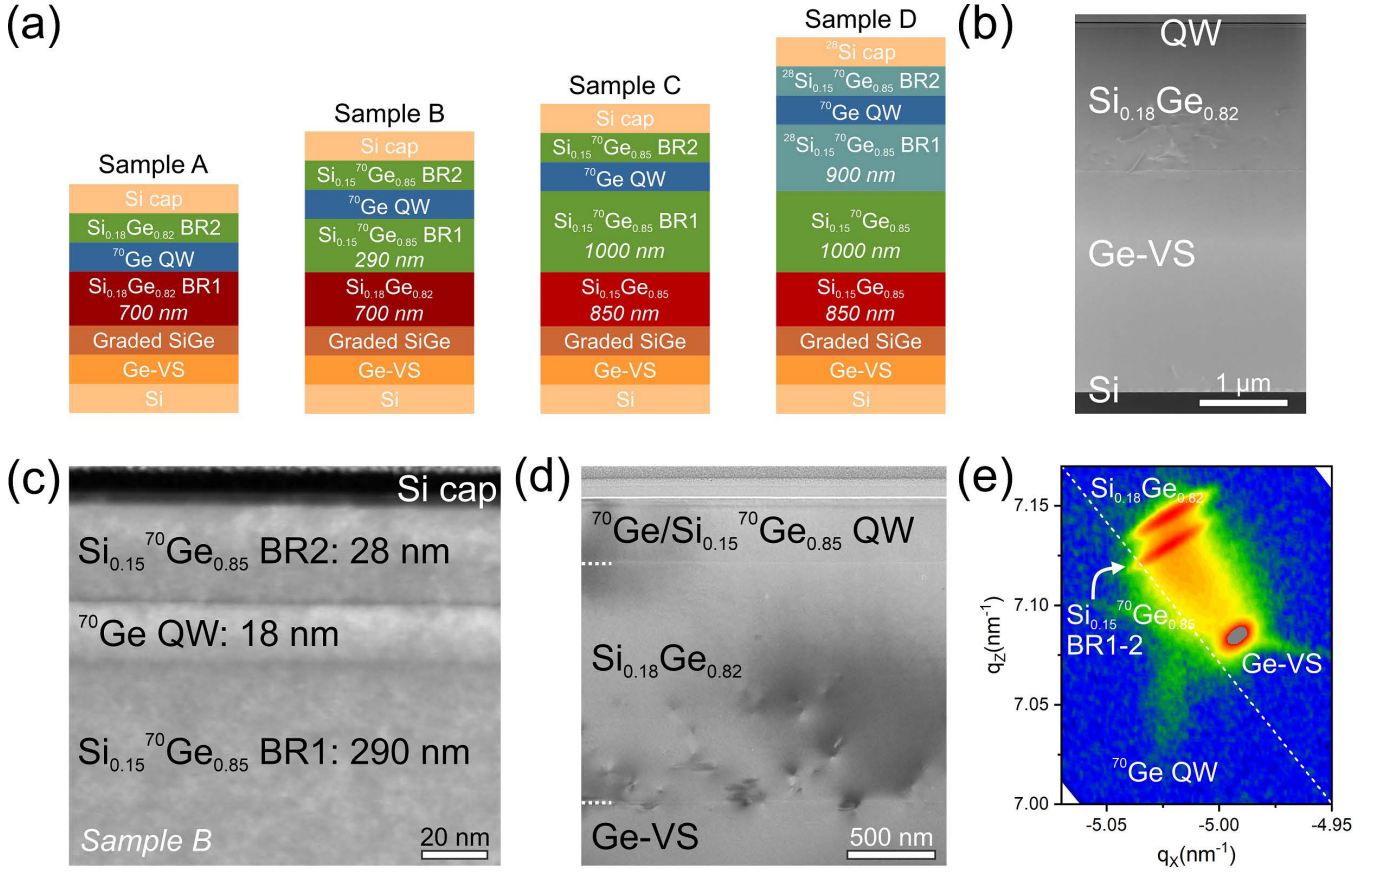 (a)
Sample A
Si cap
Si0.18Ge0.82 BR2
70Ge QW
Si0.18Ge0.82 BR1
700 nm
Graded SiGe
Ge-VS
Si
Sample B
Si cap
Si0.15 70Ge0.85 BR2
70Ge QW
Si0.15 70Ge0.85 BR1
290 nm
Si0.18Ge0.82
700 nm
Graded SiGe
Ge-VS
Si
Sample C
Si cap
Si0.15 70Ge0.85 BR2
70Ge QW
Si0.15 70Ge0.85 BR1
1000 nm
Si0.15Ge0.85
850 nm
Graded SiGe
Ge-VS
Si
Sample D
28Si cap
28Si0.15 70Ge0.85 BR2
70Ge QW
28Si0.15 70Ge0.85 BR1
900 nm
Si0.15 70Ge0.85
1000 nm
Si0.15Ge0.85
850 nm
Graded SiGe
Ge-VS
Si
(b)
QW
Si0.18Ge0.82
Ge-VS
Si
1 μm
(c)
Si cap
Si0.15 70Ge0.85 BR2: 28 nm
70Ge QW: 18 nm
Si0.15 70Ge0.85 BR1: 290 nm
Sample B
20 nm
(d)
70Ge/Si0.15 70Ge0.85 QW
Si0.18Ge0.82
Ge-VS
500 nm
(e)
Si0.18Ge0.82
Si0.15 70Ge0.85
BR1-2
Ge-VS
70Ge QW
7.15
7.10
7.05
7.00
qZ(nm-1)
-5.05
-5.00
-4.95
qX(nm-1)